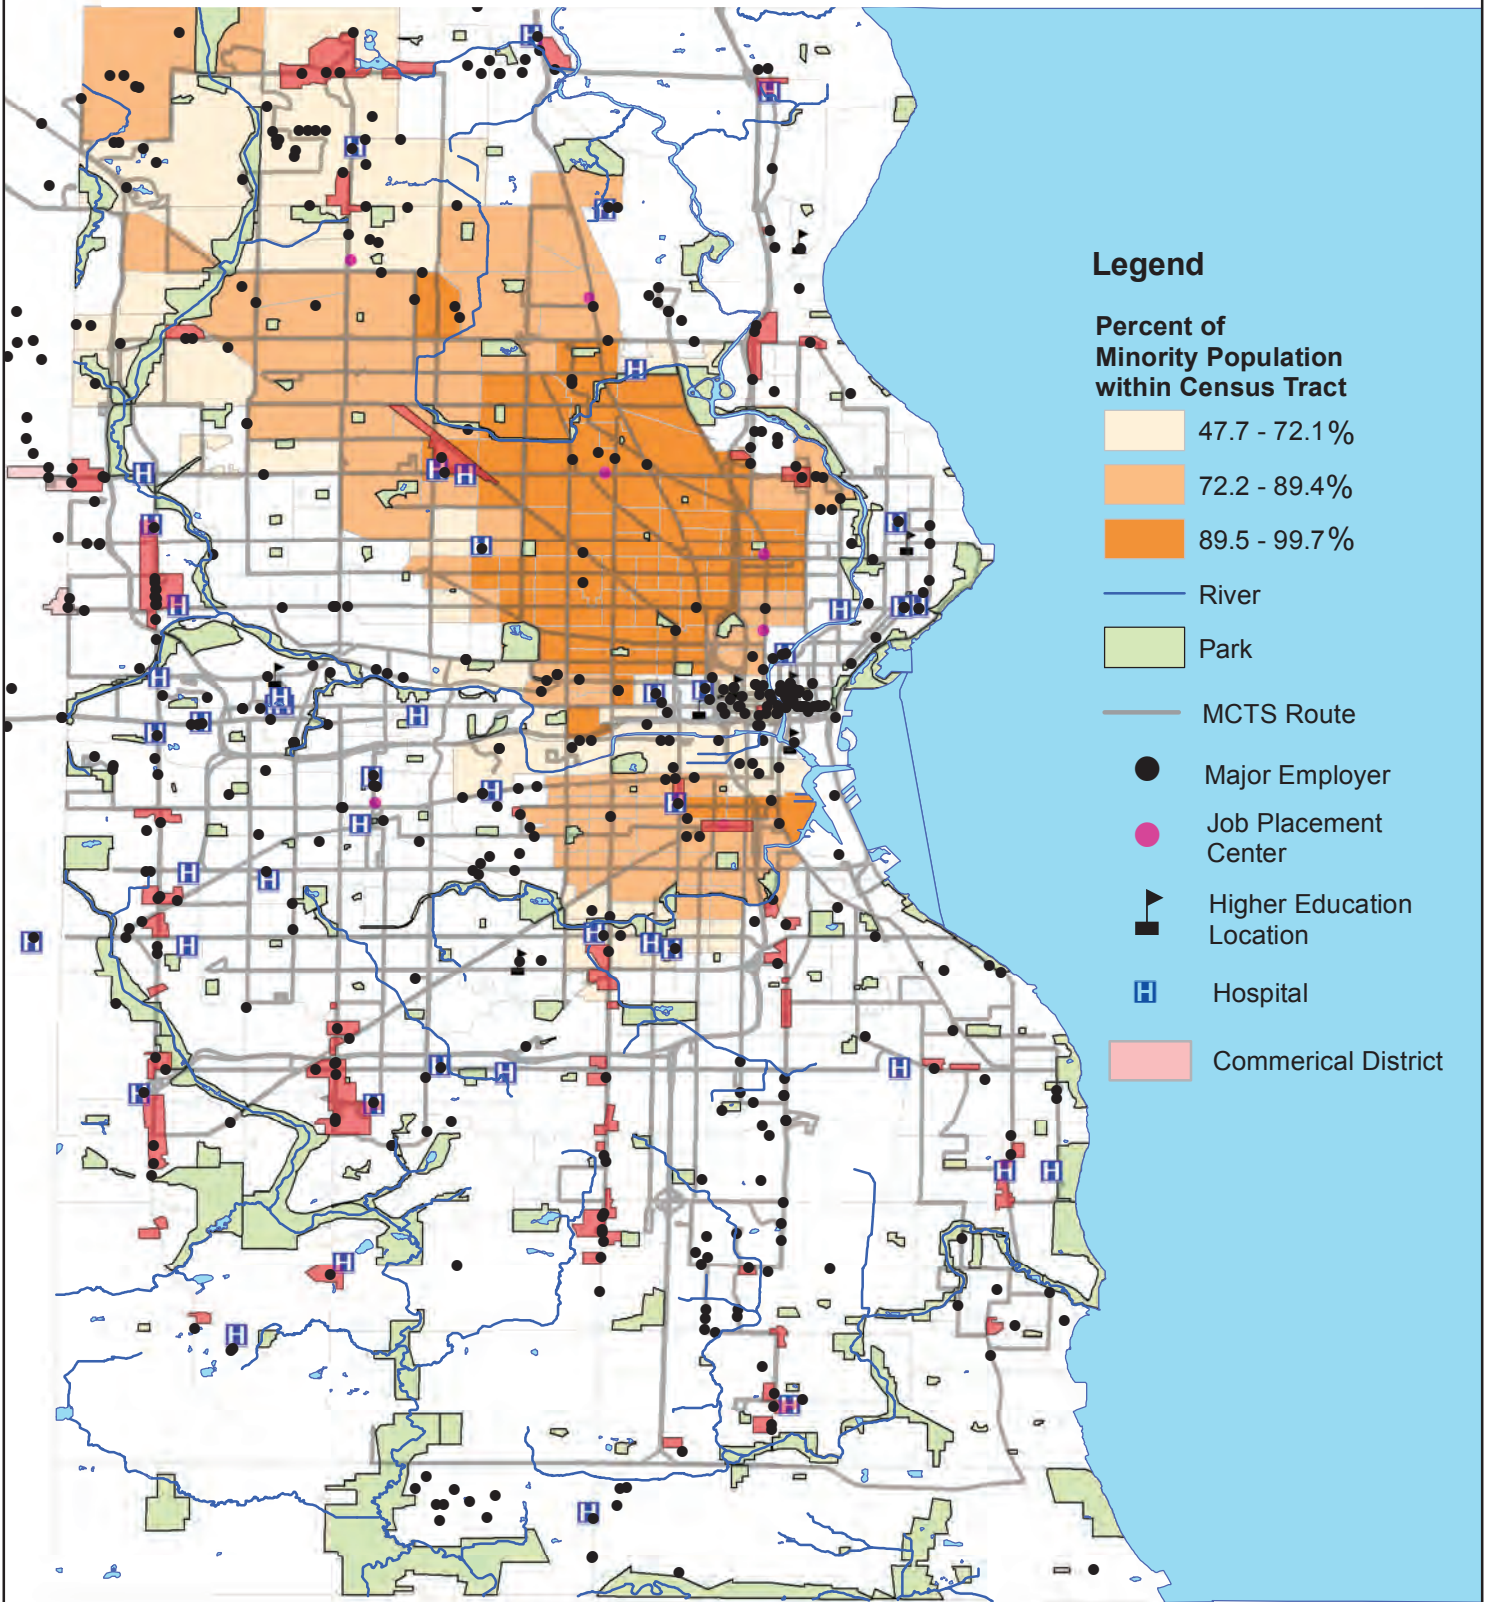 Legend
Percent of
Minority Population
within Census Tract
47.7 - 72.1%
72.2 - 89.4%
89.5 - 99.7%
River
Park
MCTS Route
Major Employer
Job Placement
Center
Higher Education
Location
H Hospital
Commerical District